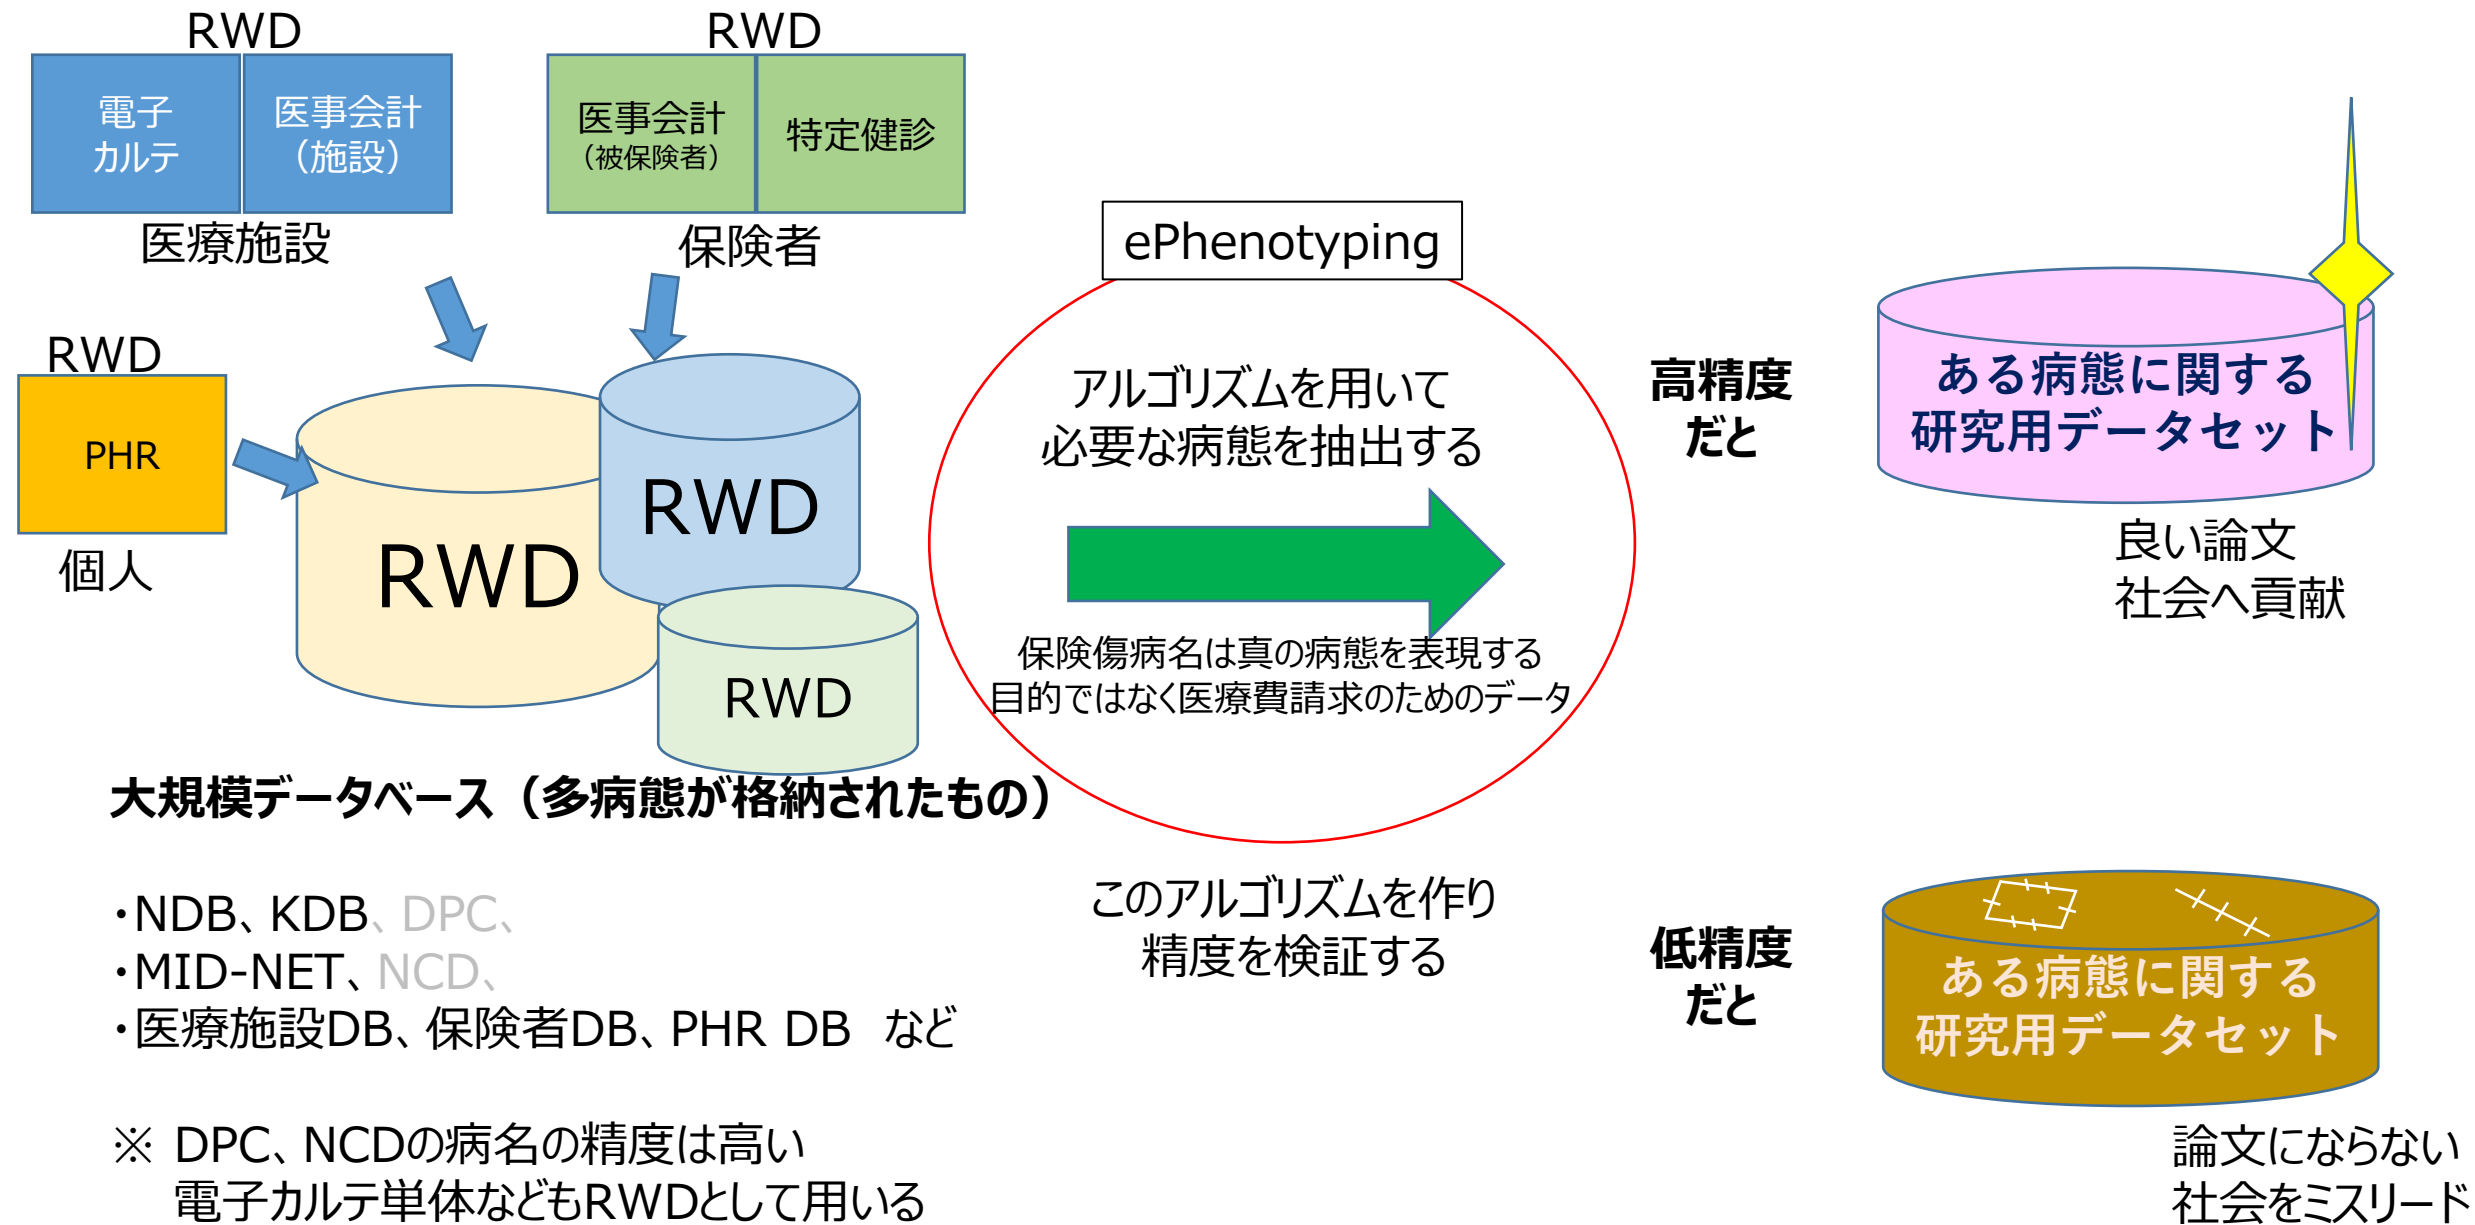 RWD
電子
カルテ
医事会計
（施設）
医療施設
RWD
医事会計
（被保険者）
特定健診
保険者
RWD
PHR
個人
RWD
RWD
RWD
大規模データベース（多病態が格納されたもの）
・NDB、KDB、DPC、
・MID-NET、NCD、
・医療施設DB、保険者DB、PHR DB など
※ DPC、NCDの病名の精度は高い
電子カルテ単体などもRWDとして用いる
ePhenotyping
アルゴリズムを用いて
必要な病態を抽出する
保険傷病名は真の病態を表現する
目的ではなく医療費請求のためのデータ
このアルゴリズムを作り
精度を検証する
高精度
だと
ある病態に関する
研究用データセット
良い論文
社会へ貢献
低精度
だと
ある病態に関する
研究用データセット
論文にならない
社会をミスリード